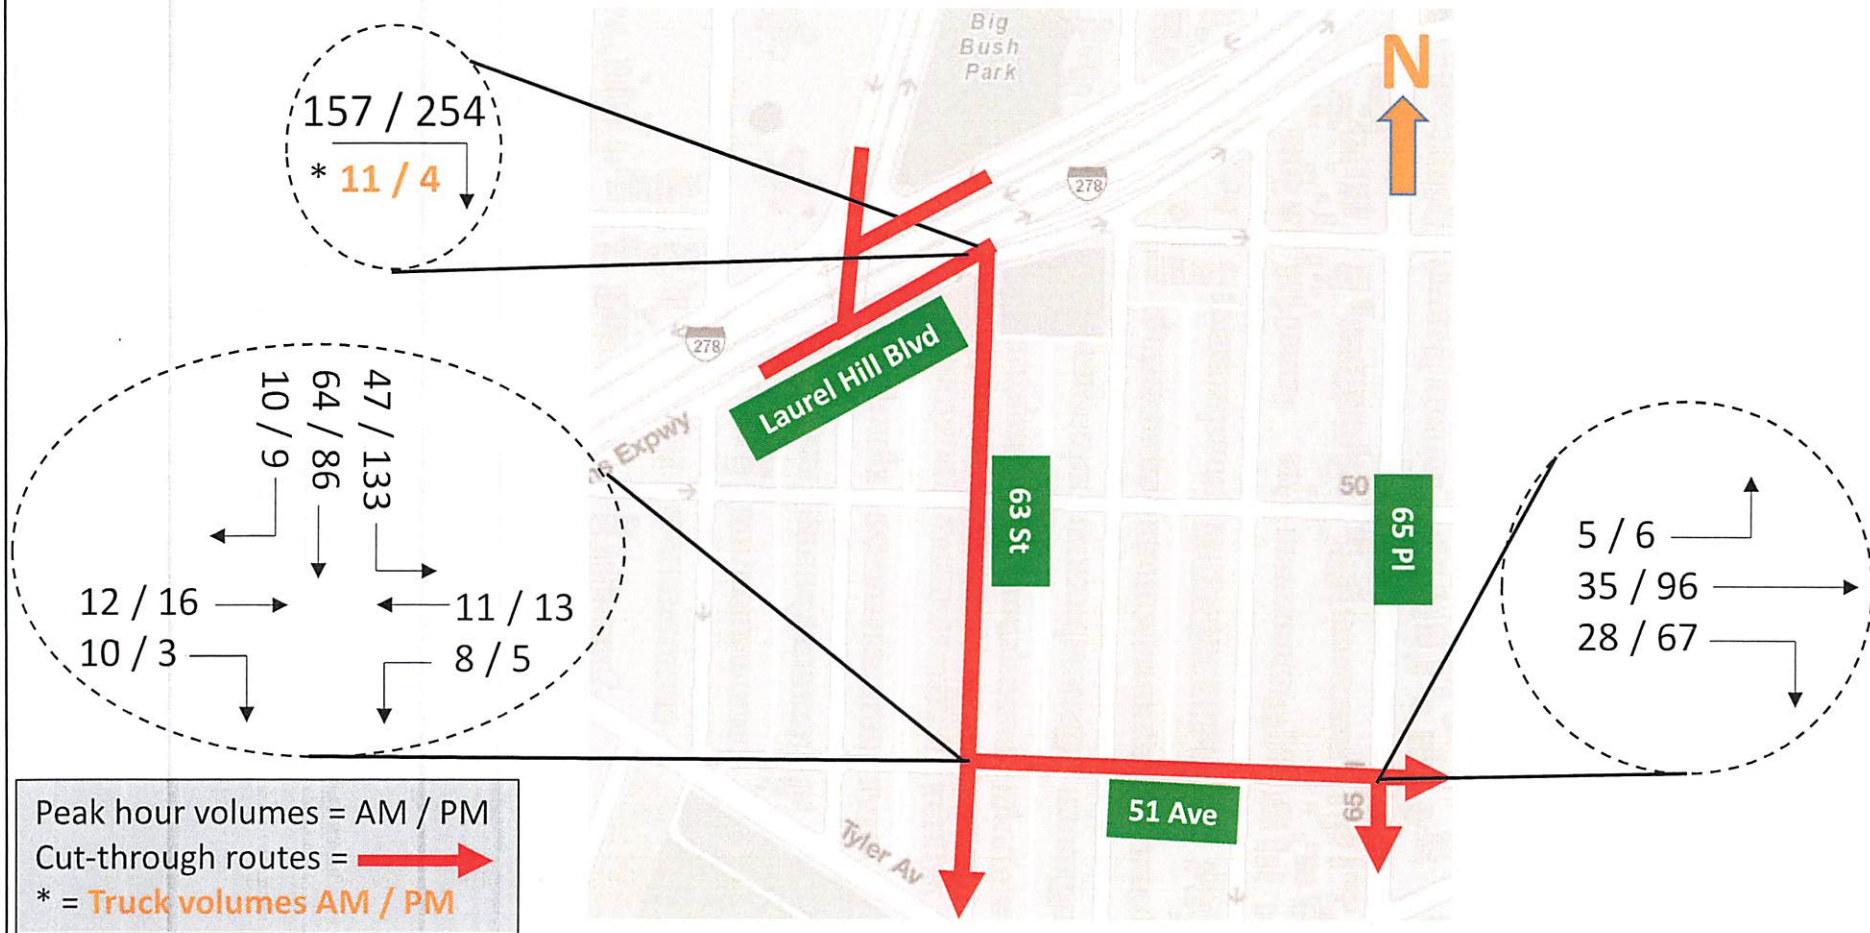 Big
Bush
Park
N
157 / 254
* 11 / 4
278
278
Laurel Hill Blvd
Expwy
10 / 9
64 / 86
47 / 133
12 / 16
11 / 13
10 / 3
8 / 5
63 St
50
65 Pl
5 / 6
35 / 96
28 / 67
51 Ave
65
Tyler Av
Peak hour volumes = AM / PM
Cut-through routes =
* = Truck volumes AM / PM